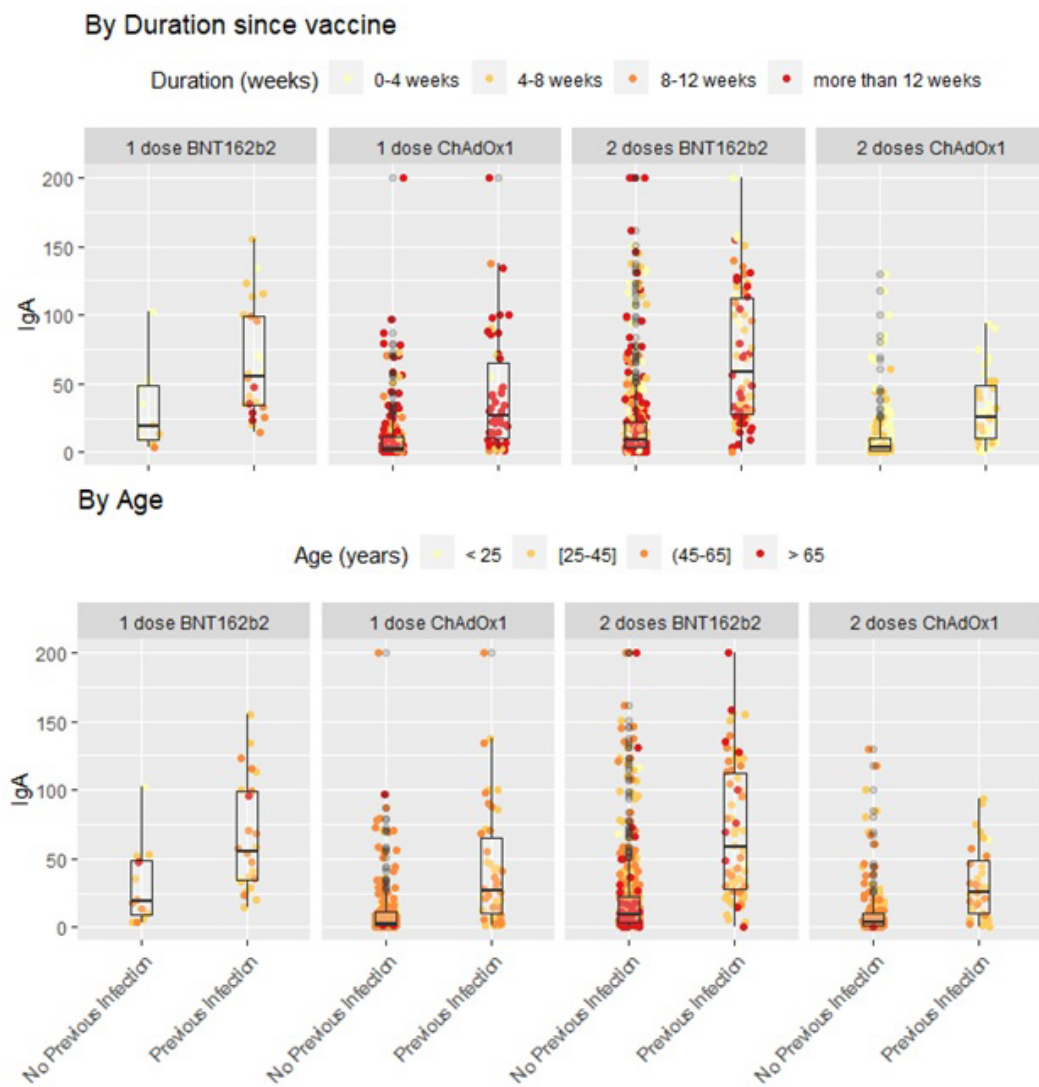 By Duration since vaccine
Duration (weeks) 0-4 weeks 4-8 weeks 8-12 weeks more than 12 weeks
1 dose BNT162b2 1 dose ChAdOx1 2 doses BNT162b2 2 doses ChAdOx1
200
150
100
50
0
IgA
By Age
Age (years) < 25 [25-45] (45-65] > 65
1 dose BNT162b2 1 dose ChAdOx1 2 doses BNT162b2 2 doses ChAdOx1
200
150
100
50
0
IgA
No Previous Infection Previous Infection No Previous Infection Previous Infection No Previous Infection Previous Infection No Previous Infection Previous Infection